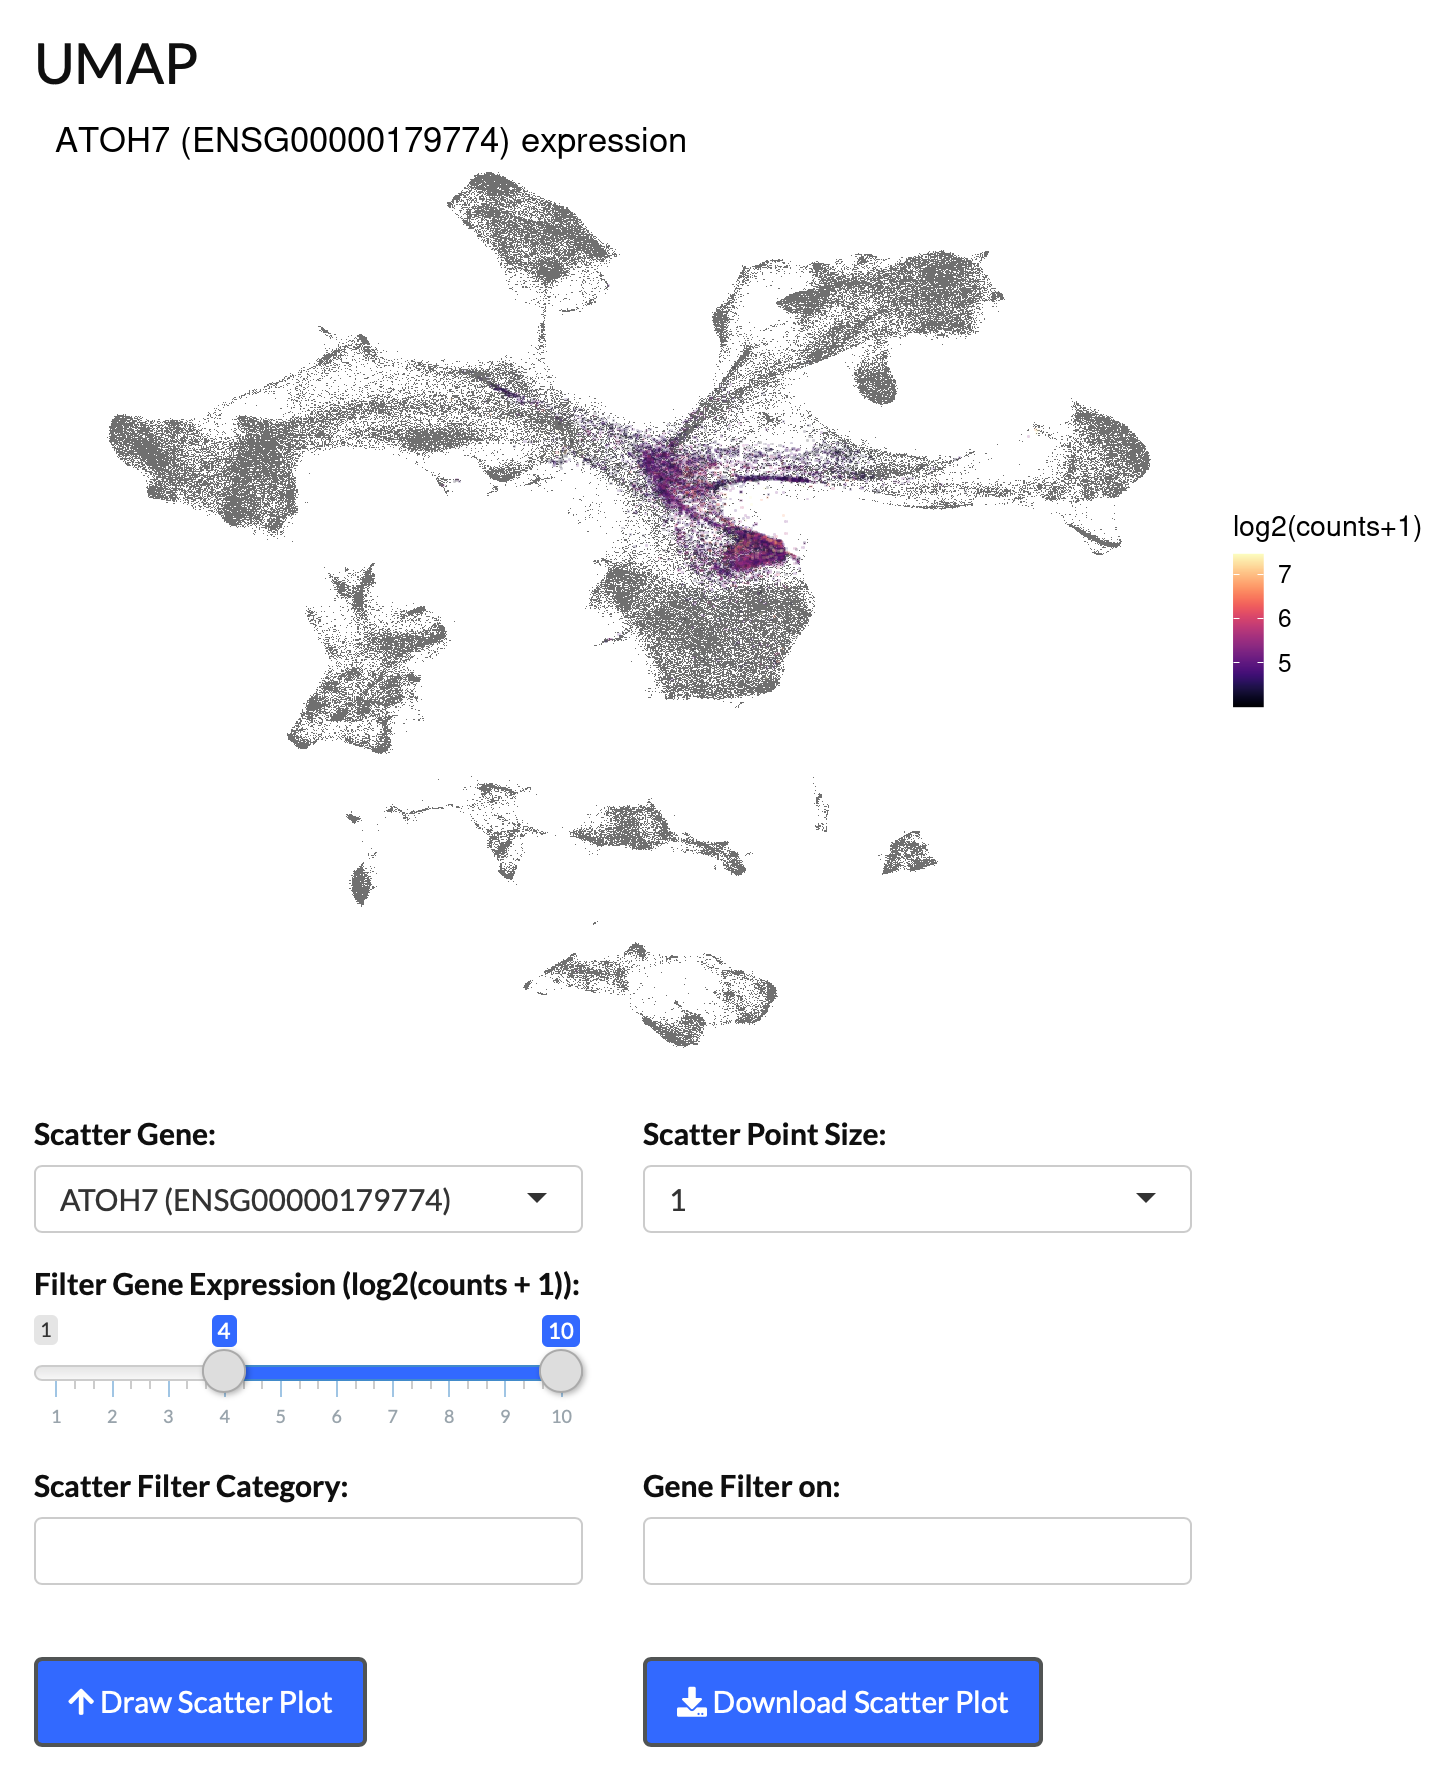 UMAP
ATOH7 (ENSG00000179774) expression
log2(counts+1)
7
6
5
Scatter Gene:
Scatter Point Size:
ATOH7 (ENSG00000179774)
1
Filter Gene Expression (log2(counts + 1)):
1 4 10
1 2 3 4 5 6 7 8 9 10
Scatter Filter Category:
Gene Filter on:
Draw Scatter Plot
Download Scatter Plot